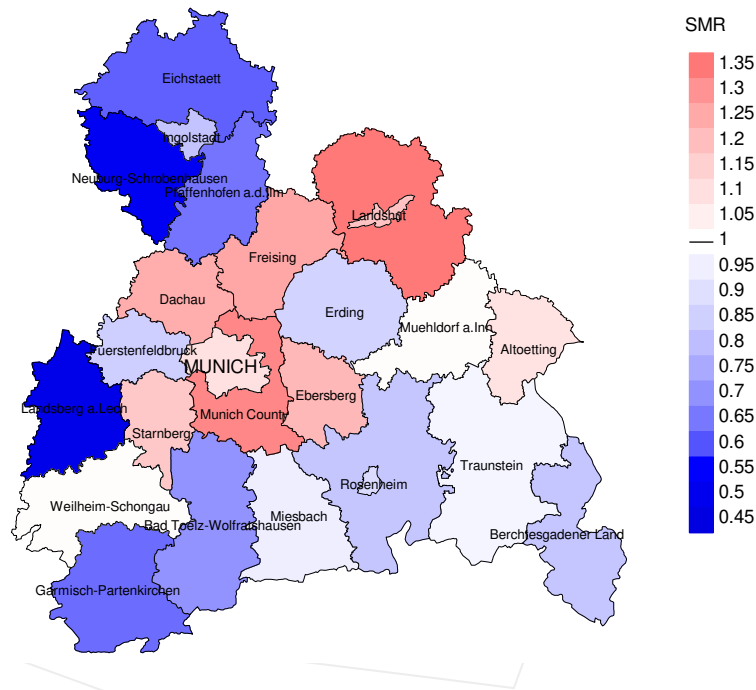 SMR
1.35
1.3
1.25
1.2
1.15
1.1
1.05
1
0.95
0.9
0.85
0.8
0.75
0.7
0.65
0.6
0.55
0.5
0.45
Eichstaett
Ingolstadt
Neuburg-Schrobenhausen
Pfaffenhofen a.d.Ilm
Landshut
Freising
Dachau
Erding
Muehldorf a.Inn
Fuerstenfeldbruck
Altoetting
MUNICH
Ebersberg
Landsberg a.Lech
Munich County
Starnberg
Traunstein
Rosenheim
Weilheim-Schongau
Miesbach
Bad Toelz-Wolfratshausen
Berchtesgadener Land
Garmisch-Partenkirchen